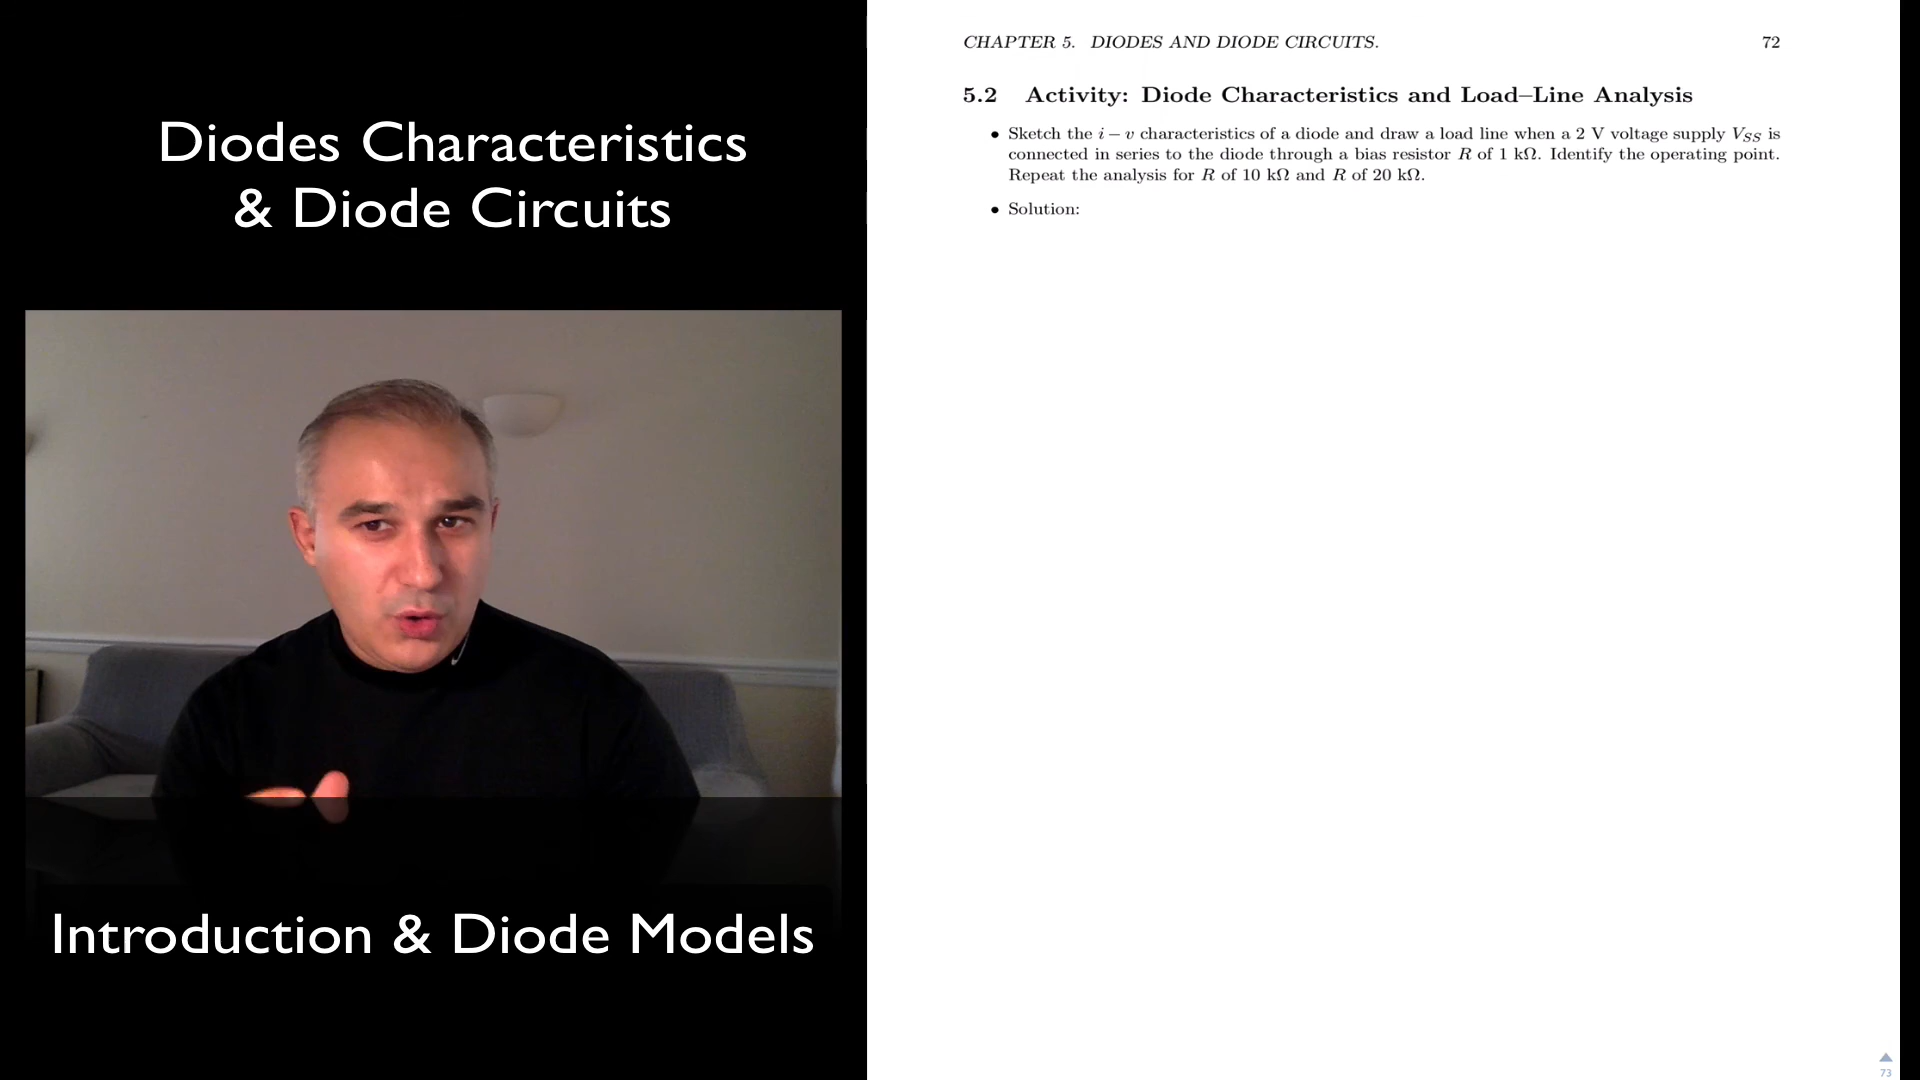 Diodes Characteristics
& Diode Circuits
Introduction & Diode Models
CHAPTER 5. DIODES AND DIODE CIRCUITS. 72
5.2 Activity: Diode Characteristics and Load–Line Analysis
• Sketch the i − v characteristics of a diode and draw a load line when a 2 V voltage supply VSS is
connected in series to the diode through a bias resistor R of 1 kΩ. Identify the operating point.
Repeat the analysis for R of 10 kΩ and R of 20 kΩ.
• Solution:
73